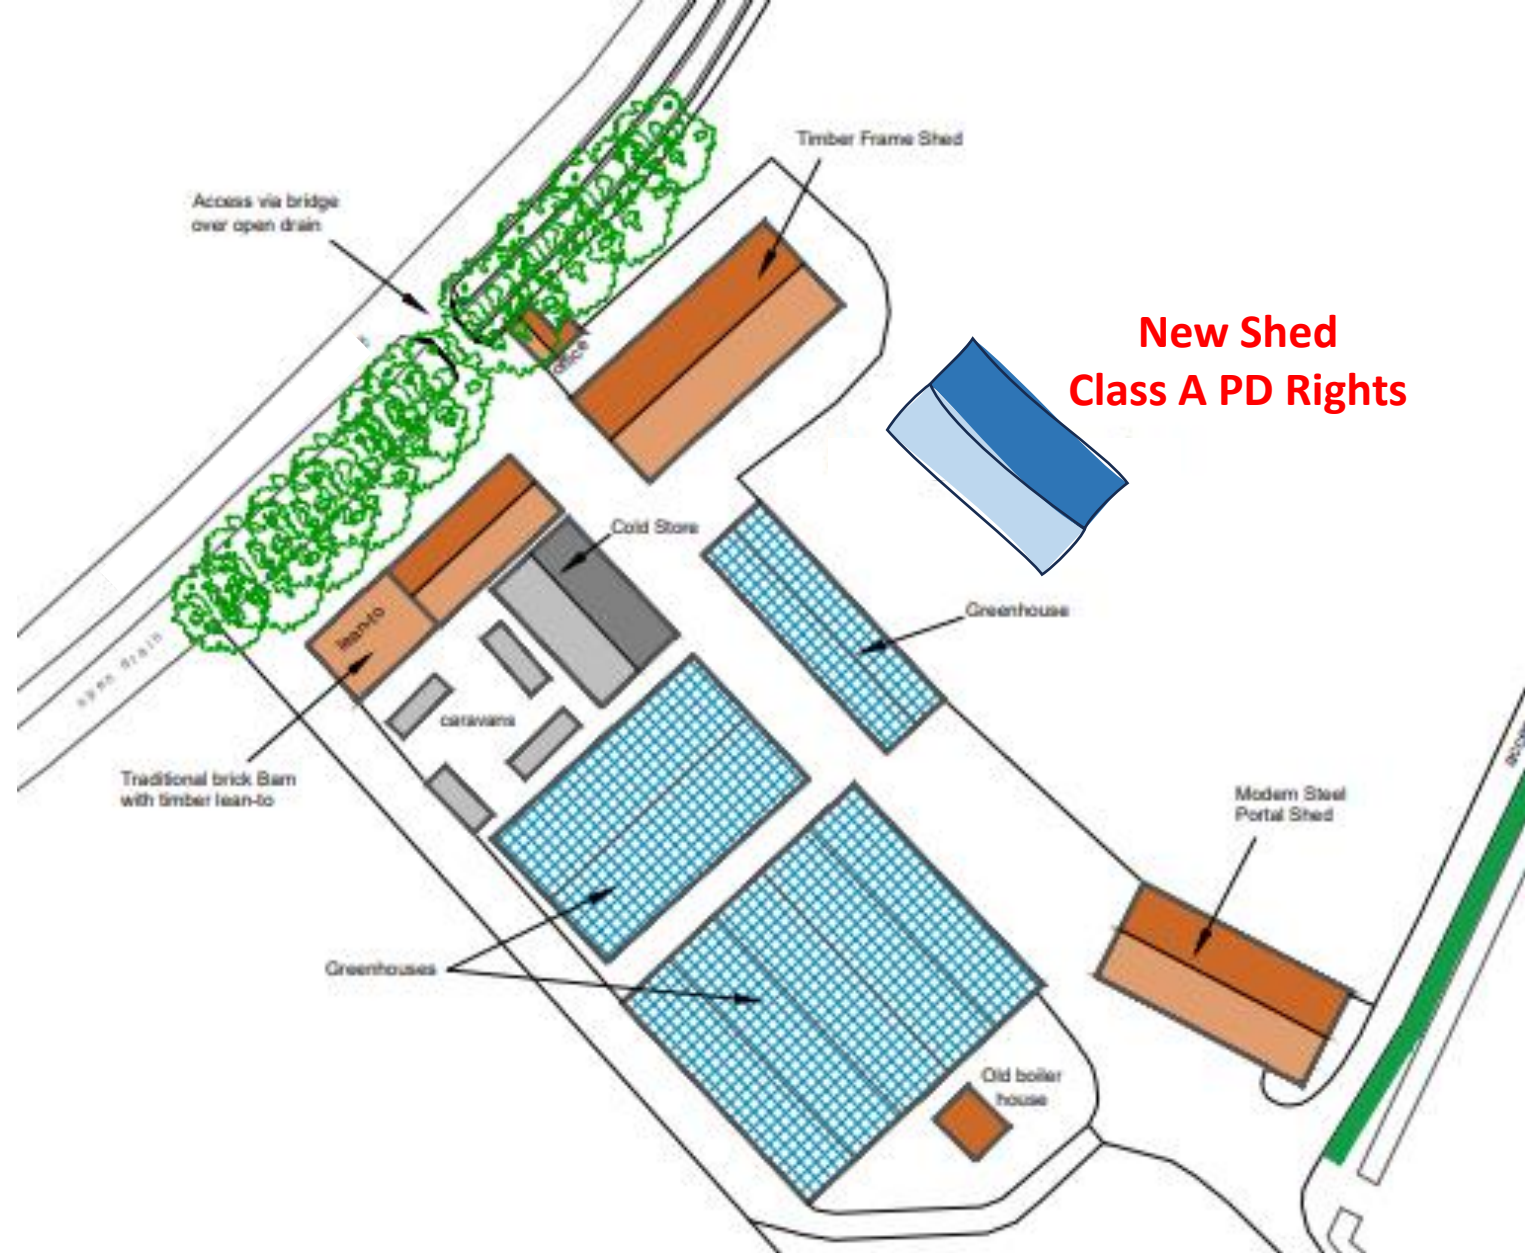 Timber Frame Shed
Access via bridge
over open drain
New Shed
Class A PD Rights
office
Cold Store
Greenhouse
lean-to
open drain
caravans
Traditional brick Barn
with timber lean-to
Modern Steel
Portal Shed
Greenhouses
Old boiler
house